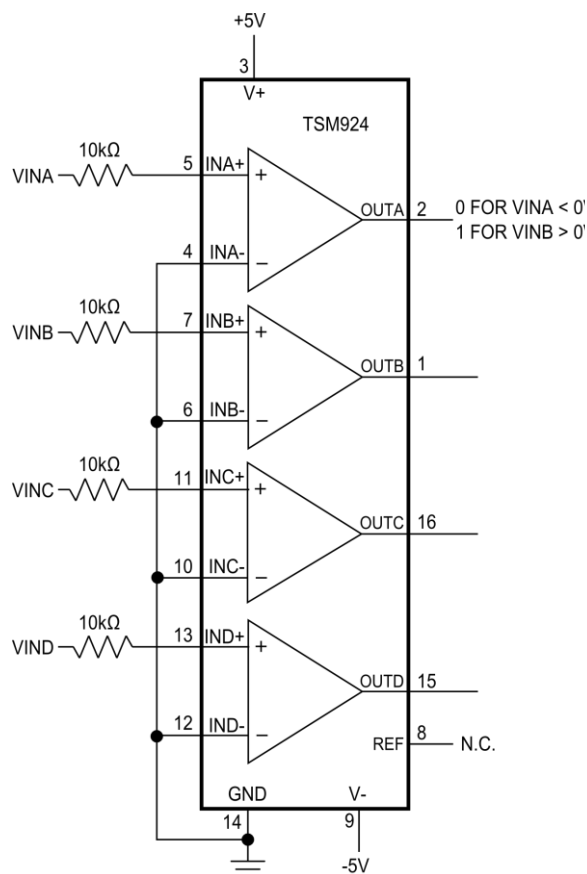 +5V
3
V+
TSM924
10kΩ
VINA
5 INA+
+
OUTA 2
0 FOR VINA < 0V
1 FOR VINB > 0V
4 INA-
−
10kΩ
VINB
7 INB+
+
OUTB 1
6 INB-
−
10kΩ
VINC
11 INC+
+
OUTC 16
10 INC-
−
10kΩ
VIND
13 IND+
+
OUTD 15
12 IND-
−
REF 8 N.C.
GND
14
V-
9
-5V